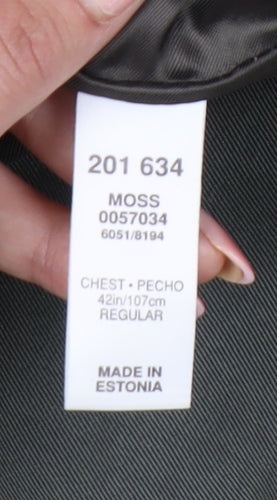 201 634
MOSS
0057034
6051/8194
CHEST • PECHO
42in/107cm
REGULAR
MADE IN
ESTONIA